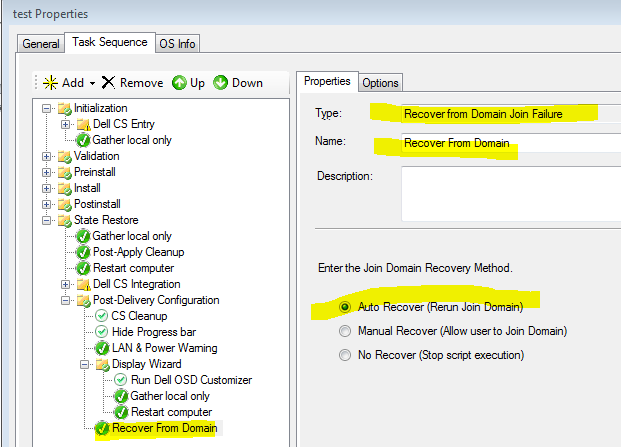 test Properties
General Task Sequence OS Info
Add Remove Up Down
Initialization
Dell CS Entry
Gather local only
Validation
Preinstall
Install
Postinstall
State Restore
Gather local only
Post-Apply Cleanup
Restart computer
Dell CS Integration
Post-Delivery Configuration
CS Cleanup
Hide Progress bar
LAN & Power Warning
Display Wizard
Run Dell OSD Customizer
Gather local only
Restart computer
Recover From Domain
Properties Options
Type: Recover from Domain Join Failure
Name: Recover From Domain
Description:
Enter the Join Domain Recovery Method.
Auto Recover (Rerun Join Domain)
Manual Recover (Allow user to Join Domain)
No Recover (Stop script execution)